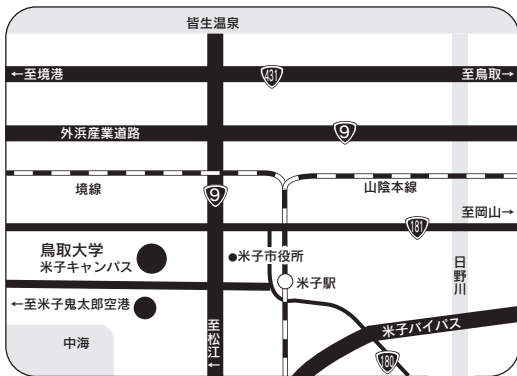 皆生温泉
←至境港
431
至鳥取→
外浜産業道路
9
境線
9
山陰本線
至岡山→
181
鳥取大学
米子キャンパス
●米子市役所
日野川
米子駅
←至米子鬼太郎空港
至松江←
米子バイパス
中海
180